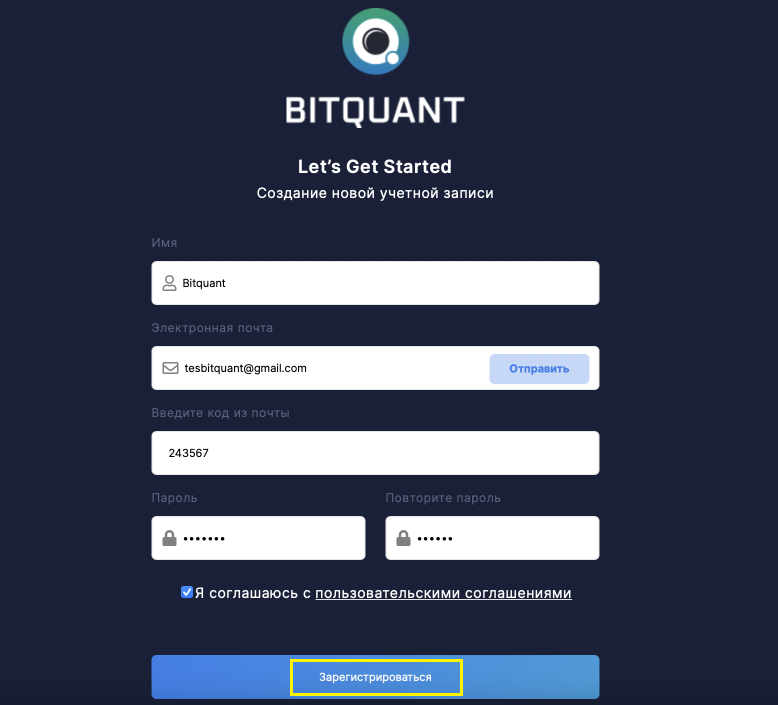 BITQUANT
Let's Get Started
Создание новой учетной записи
Имя
Bitquant
Электронная почта
tesbitquant@gmail.com Отправить
Введите код из почты
243567
Пароль Повторите пароль
••••••• ••••••
Я соглашаюсь с пользовательскими соглашениями
Зарегистрироваться